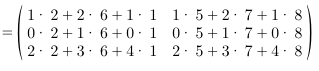 = ( 1· 2+2· 6+1· 1 1· 5+2· 7+1· 8
0· 2+1· 6+0· 1 0· 5+1· 7+0· 8
2· 2+3· 6+4· 1 2· 5+3· 7+4· 8 )